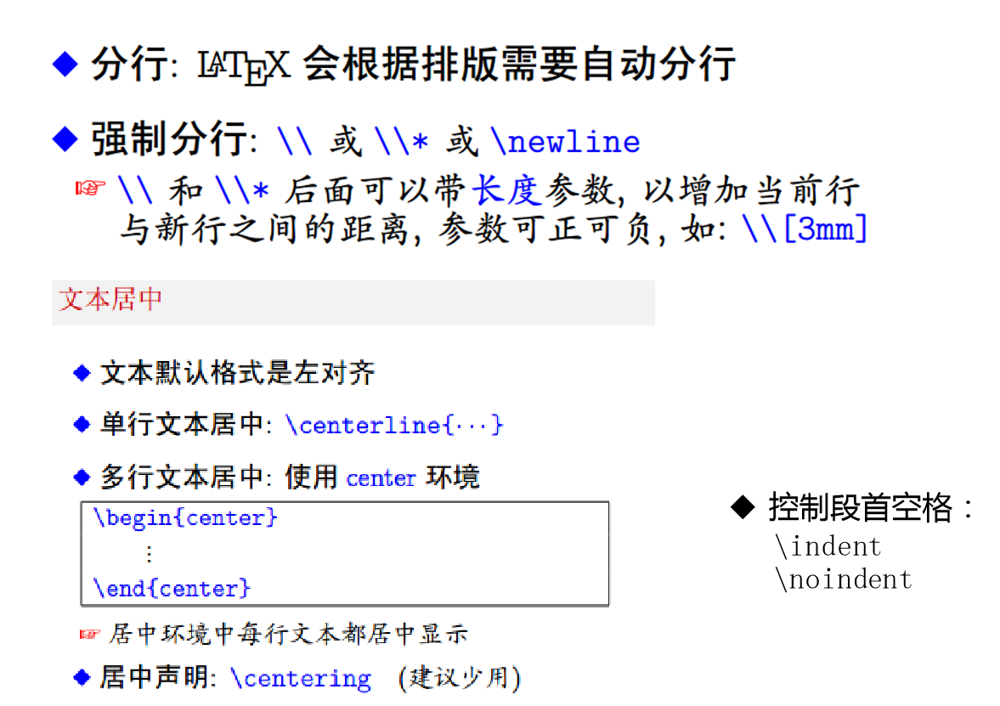 ◆ 分行: LATEX 会根据排版需要自动分行
◆ 强制分行: \\ 或 \\* 或 \newline
☞ \\ 和 \\* 后面可以带长度参数, 以增加当前行
与新行之间的距离, 参数可正可负, 如: \\[3mm]
文本居中
◆ 文本默认格式是左对齐
◆ 单行文本居中: \centerline{···}
◆ 多行文本居中: 使用 center 环境
\begin{center}
⋮
\end{center}
☞ 居中环境中每行文本都居中显示
◆ 居中声明: \centering (建议少用)
◆ 控制段首空格：
\indent
\noindent